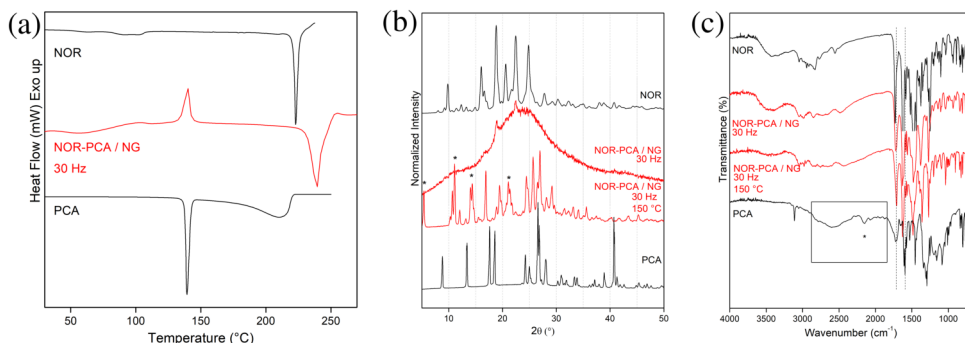 (a)
Heat Flow (mW) Exo up
NOR
NOR-PCA / NG
30 Hz
PCA
50
100
150
200
250
Temperature (°C)
(b)
Normalized Intensity
NOR
NOR-PCA / NG
30 Hz
*
*
*
*
NOR-PCA / NG
30 Hz
150 °C
PCA
10
20
30
40
50
2θ (°)
(c)
Transmittance (%)
NOR
NOR-PCA / NG
30 Hz
NOR-PCA / NG
30 Hz
150 °C
PCA
*
4000
3500
3000
2500
2000
1500
1000
Wavenumber (cm⁻¹)